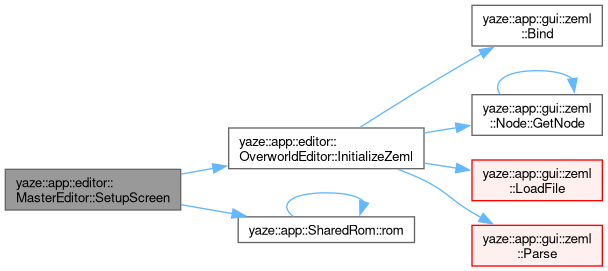 yaze::app::editor::
MasterEditor::SetupScreen
yaze::app::editor::
OverworldEditor::InitializeZeml
yaze::app::SharedRom::rom
yaze::app::gui::zeml
::Bind
yaze::app::gui::zeml
::Node::GetNode
yaze::app::gui::zeml
::LoadFile
yaze::app::gui::zeml
::Parse